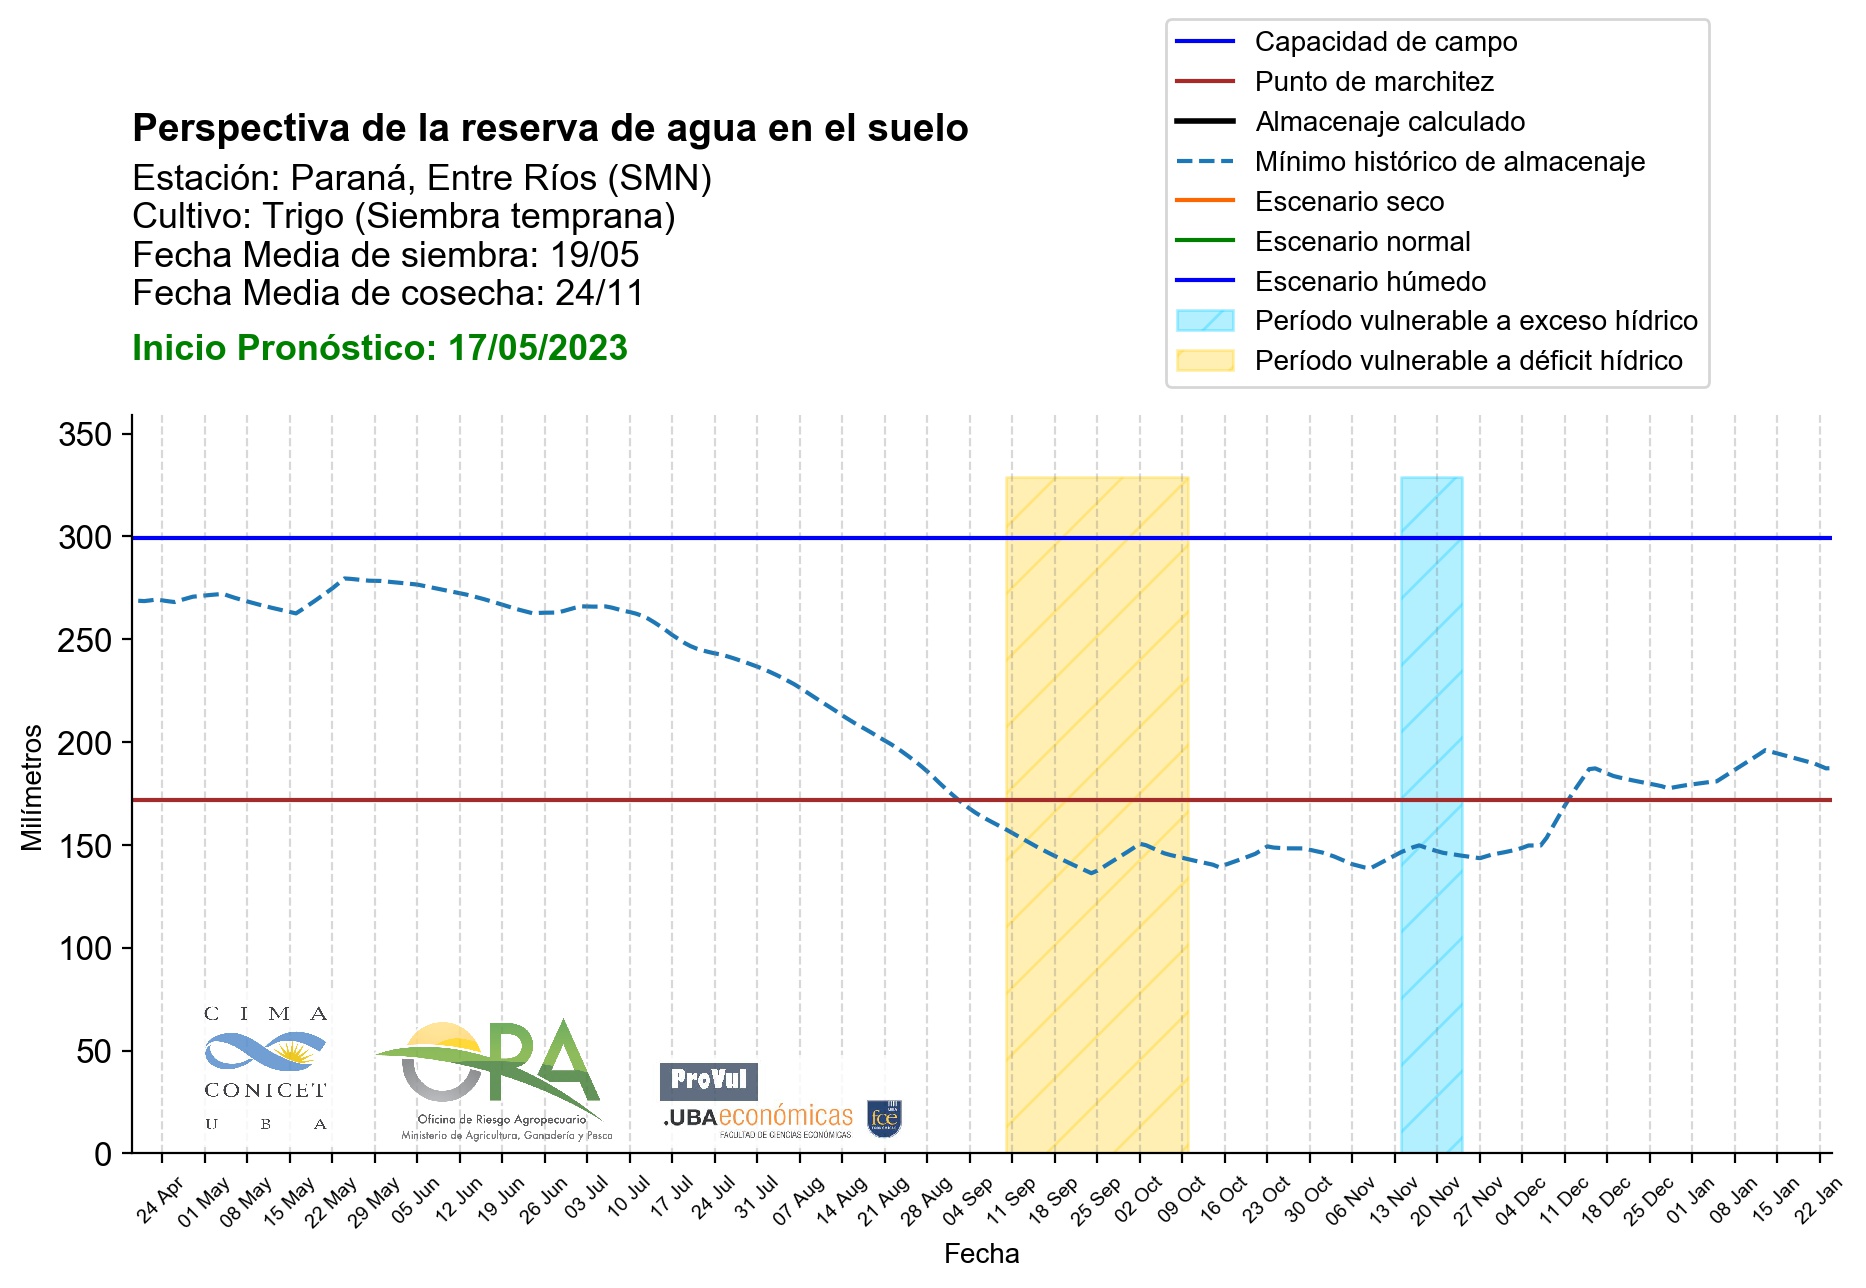 Capacidad de campo
Punto de marchitez
Almacenaje calculado
Mínimo histórico de almacenaje
Escenario seco
Escenario normal
Escenario húmedo
Período vulnerable a exceso hídrico
Período vulnerable a déficit hídrico
Perspectiva de la reserva de agua en el suelo
Estación: Paraná, Entre Ríos (SMN)
Cultivo: Trigo (Siembra temprana)
Fecha Media de siembra: 19/05
Fecha Media de cosecha: 24/11
Inicio Pronóstico: 17/05/2023
350
300
250
200
150
100
50
0
Milímetros
CIMA
CONICET
UBA
ORA
Oficina de Riesgo Agropecuario
Ministerio de Agricultura, Ganadería y Pesca
ProVul
.UBAeconómicas
FACULTAD DE CIENCIAS ECONÓMICAS
fce
24 Apr
01 May
08 May
15 May
22 May
29 May
05 Jun
12 Jun
19 Jun
26 Jun
03 Jul
10 Jul
17 Jul
24 Jul
31 Jul
07 Aug
14 Aug
21 Aug
28 Aug
04 Sep
11 Sep
18 Sep
25 Sep
02 Oct
09 Oct
16 Oct
23 Oct
30 Oct
06 Nov
13 Nov
20 Nov
27 Nov
04 Dec
11 Dec
18 Dec
25 Dec
01 Jan
08 Jan
15 Jan
22 Jan
Fecha